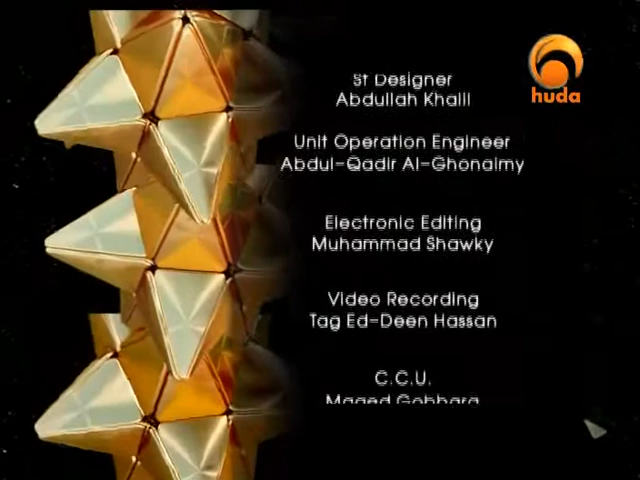 St Designer
Abdullah Khalil
Unit Operation Engineer
Abdul-Qadir Al-Ghonaimy
Electronic Editing
Muhammad Shawky
Video Recording
Tag Ed-Deen Hassan
C.C.U.
Maged
huda